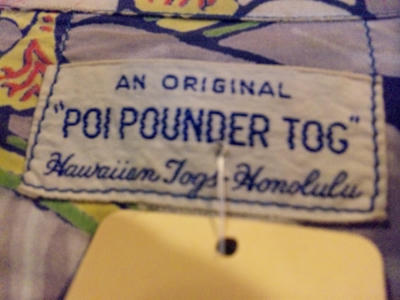 AN ORIGINAL
"POI POUNDER TOG"
Hawaiian Togs-Honolulu